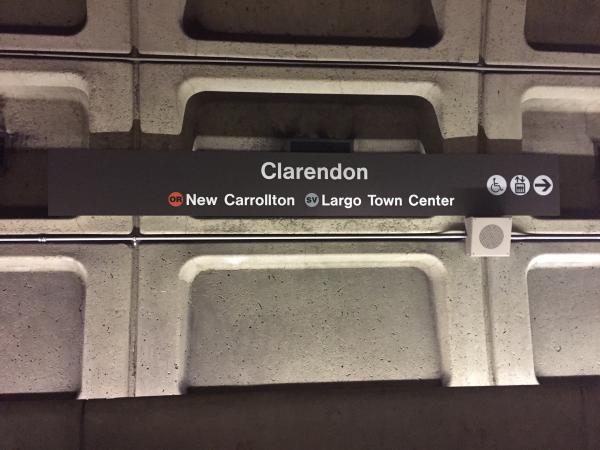 Clarendon
OR New Carrollton SV Largo Town Center